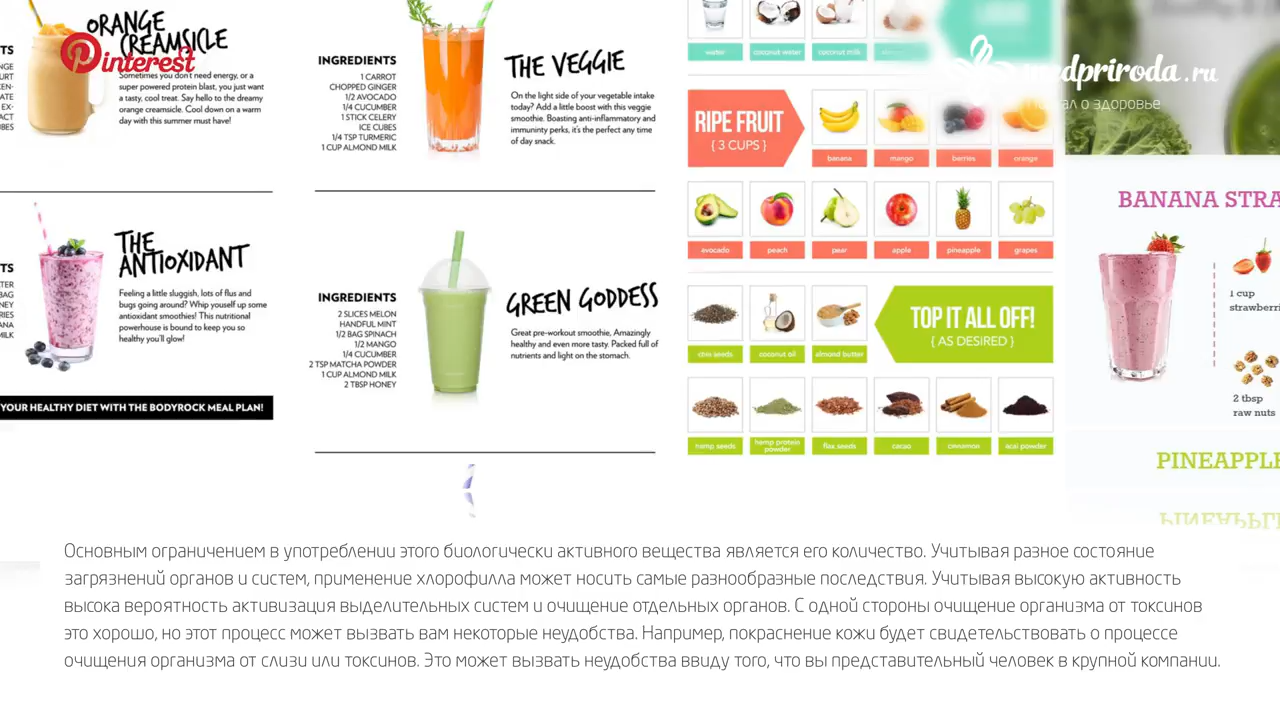 ORANGE
CREAMSICLE
Pinterest
Sometimes you don't need energy, or a
super powered protein blast, you just want
a tasty, cool treat. Say hello to the dreamy
orange creamsicle. Cool down on a warm
day with this summer must have!
THE
ANTIOXIDANT
Feeling a little sluggish, lots of flus and
bugs going around? Whip youself up some
antioxidant smoothies! This nutritional
powerhouse is bound to keep you so
healthy you'll glow!
YOUR HEALTHY DIET WITH THE BODYROCK MEAL PLAN!
INGREDIENTS
1 CARROT
CHOPPED GINGER
1/2 AVOCADO
1/4 CUCUMBER
1 STICK CELERY
ICE CUBES
1/4 TSP TURMERIC
1 CUP ALMOND MILK
THE VEGGIE
On the light side of your vegetable intake
today? Add a little boost with this veggie
smoothie. Boasting anti-inflammatory and
immuninty perks, it's the perfect any time
of day snack.
INGREDIENTS
2 SLICES MELON
HANDFUL MINT
1/2 BAG SPINACH
1/2 MANGO
1/4 CUCUMBER
2 TSP MATCHA POWDER
1 CUP ALMOND MILK
2 TBSP HONEY
GREEN GODDESS
Great pre-workout smoothie, Amazingly
healthy and even more tasty. Packed full of
nutrients and light on the stomach.
water coconut water coconut milk
RIPE FRUIT
{ 3 CUPS }
banana mango berries orange
avocado peach pear apple pineapple grapes
chia seeds coconut oil almond butter
TOP IT ALL OFF!
{ AS DESIRED }
hemp seeds hemp protein powder flax seeds cacao cinnamon acai powder
medpriroda.ru
о здоровье
BANANA STRA
1 cup
strawberri
2 tbsp
raw nuts
PINEAPPLE
Основным ограничением в употреблении этого биологически активного вещества является его количество. Учитывая разное состояние
загрязнений органов и систем, применение хлорофилла может носить самые разнообразные последствия. Учитывая высокую активность
высока вероятность активизация выделительных систем и очищение отдельных органов. С одной стороны очищение организма от токсинов
это хорошо, но этот процесс может вызвать вам некоторые неудобства. Например, покраснение кожи будет свидетельствовать о процессе
очищения организма от слизи или токсинов. Это может вызвать неудобства ввиду того, что вы представительный человек в крупной компании.